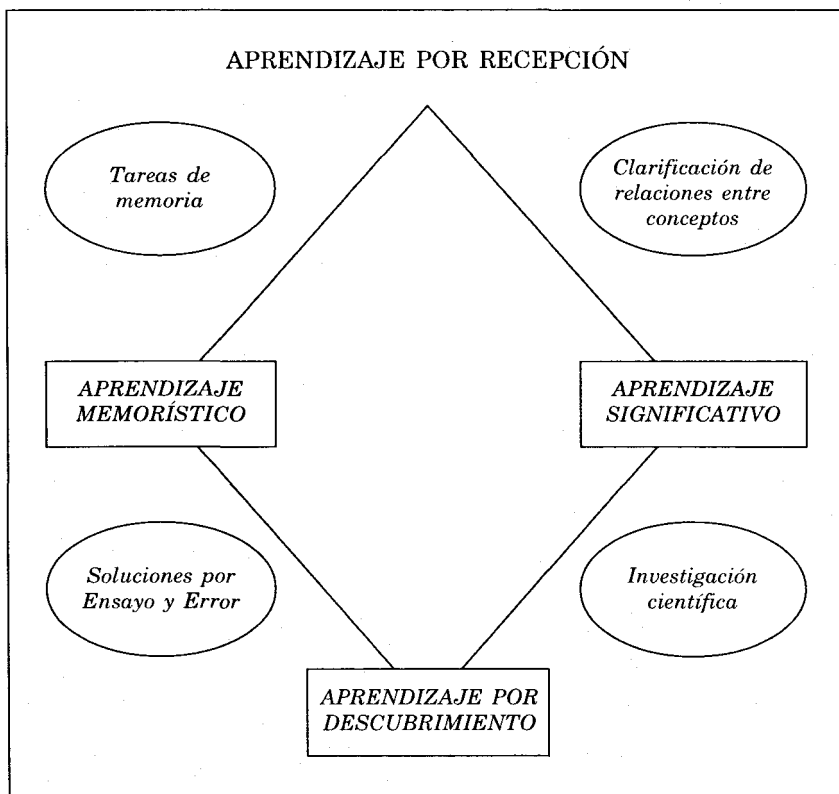 APRENDIZAJE POR RECEPCIÓN
Tareas de
memoria
Clarificación de
relaciones entre
conceptos
APRENDIZAJE
MEMORÍSTICO
APRENDIZAJE
SIGNIFICATIVO
Soluciones por
Ensayo y Error
Investigación
científica
APRENDIZAJE POR
DESCUBRIMIENTO